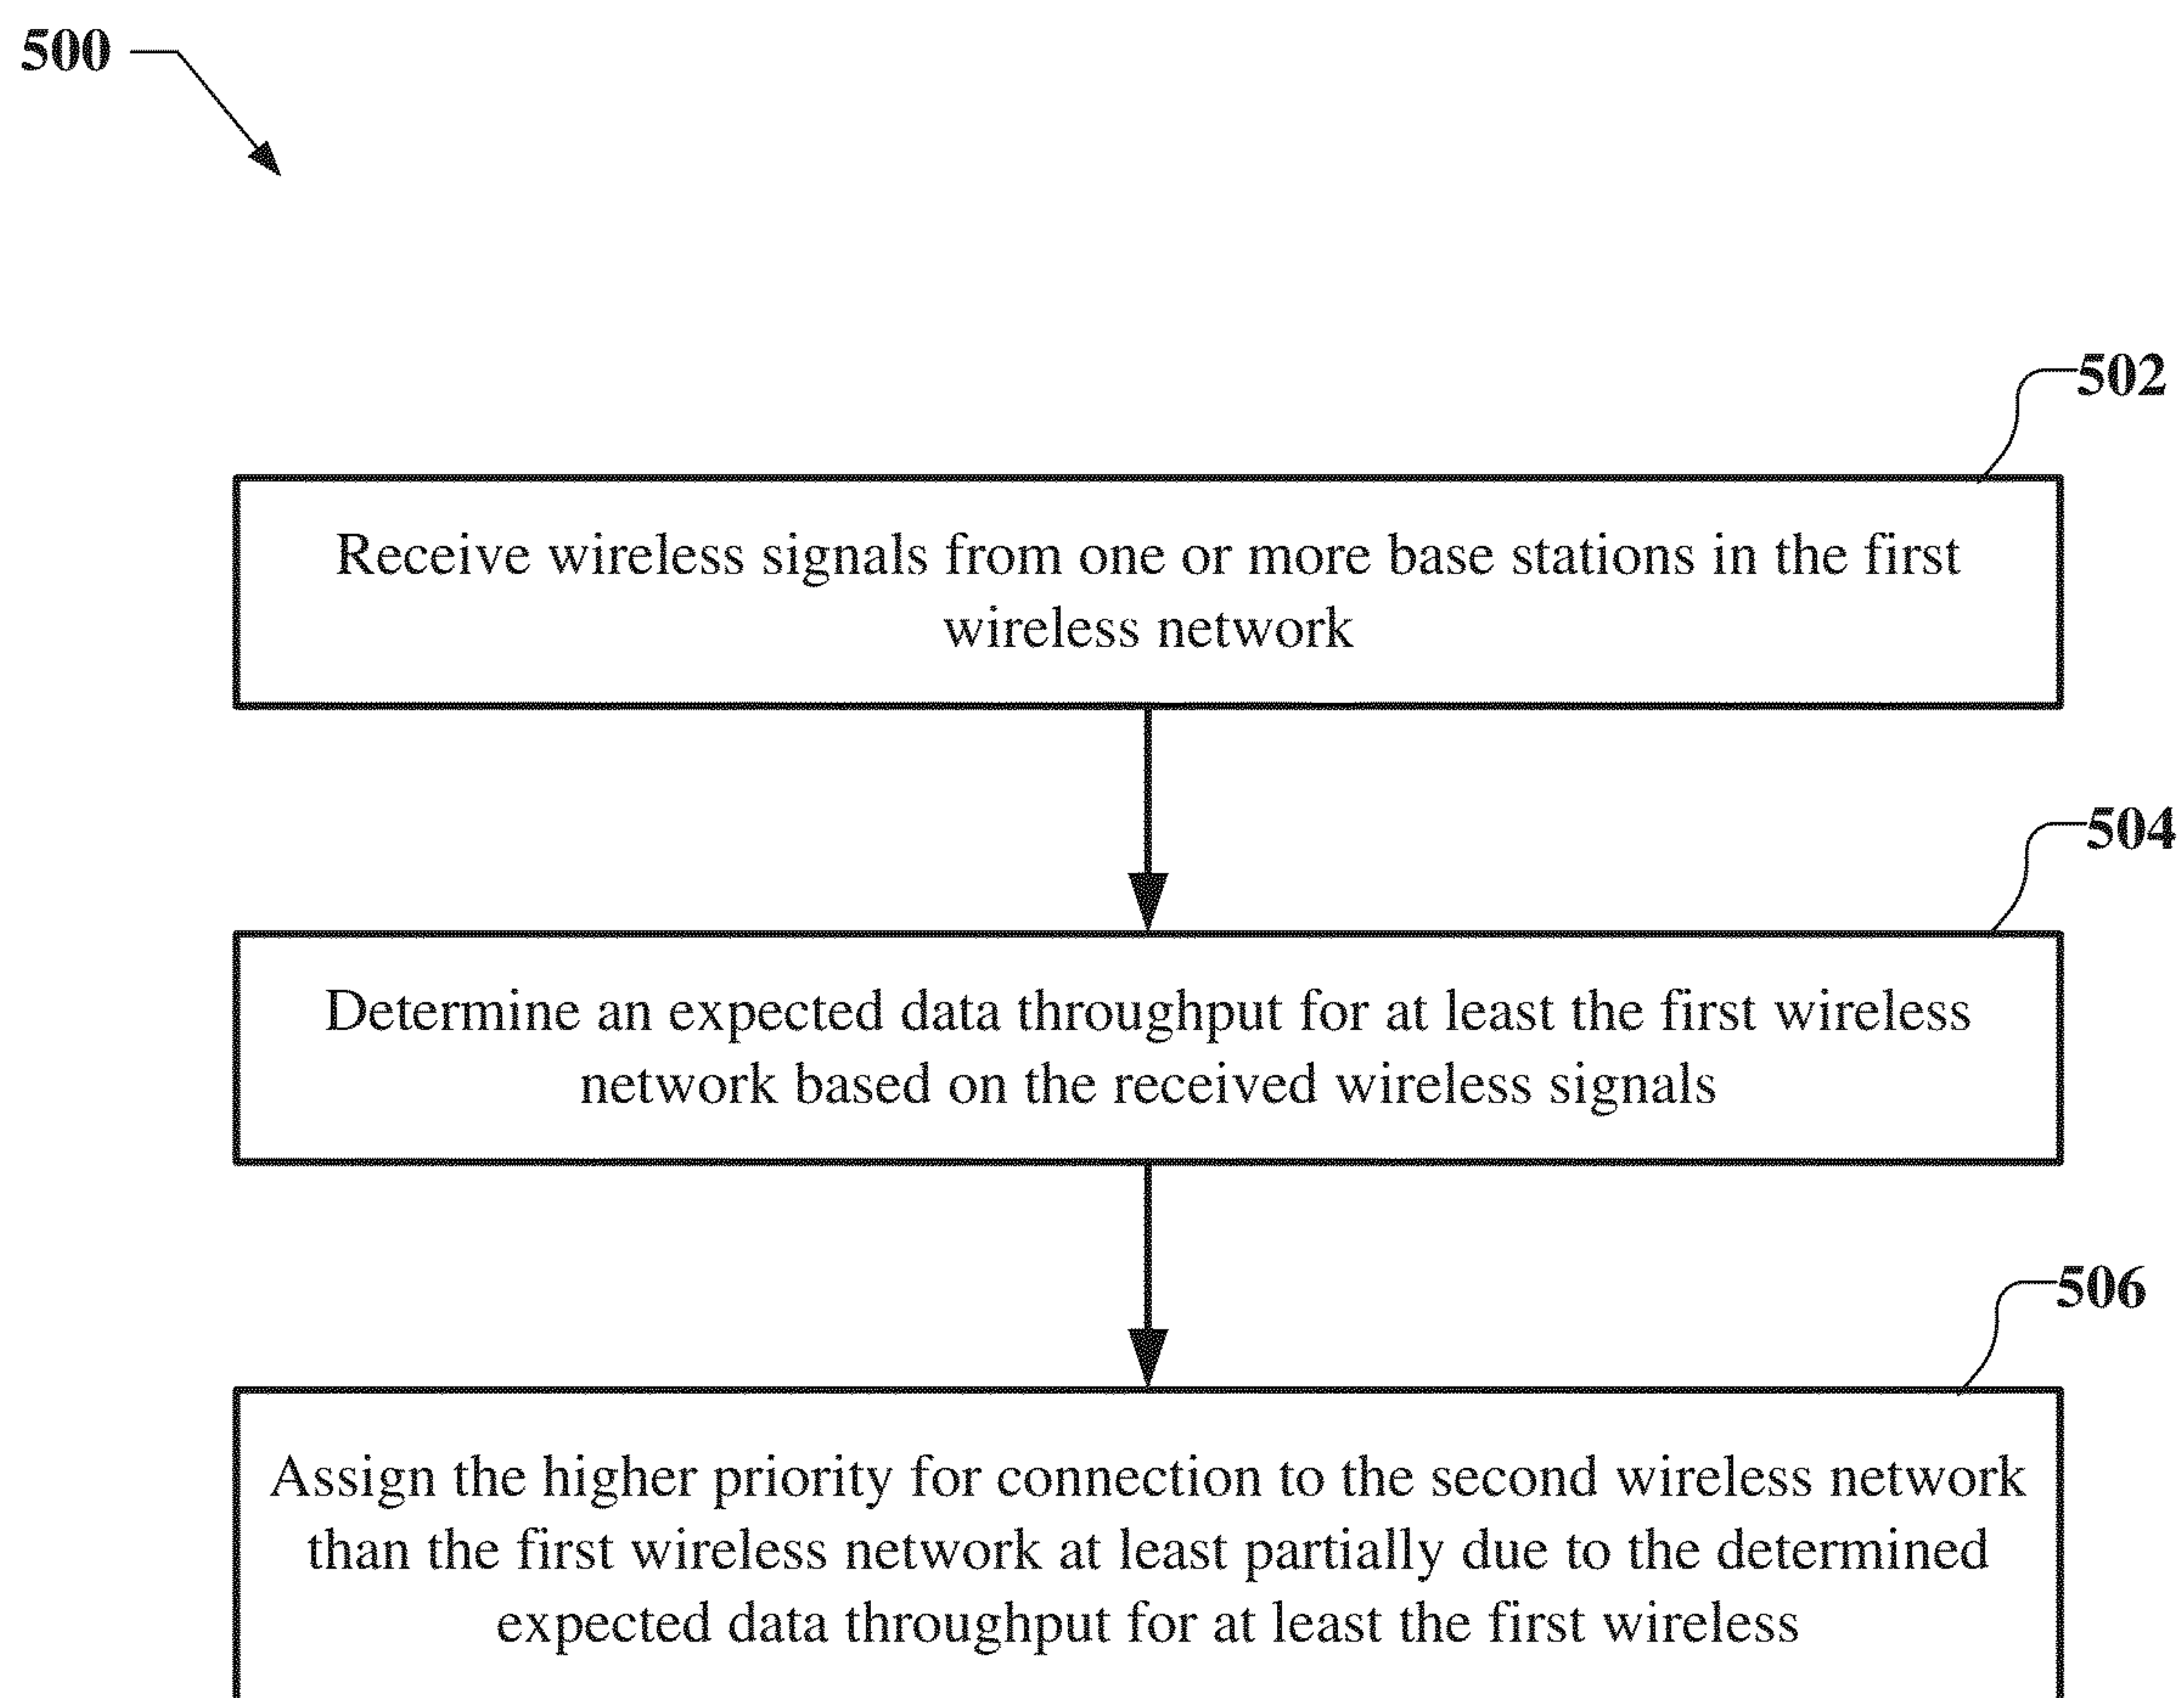 500
502
Receive wireless signals from one or more base stations in the first
wireless network
504
Determine an expected data throughput for at least the first wireless
network based on the received wireless signals
506
Assign the higher priority for connection to the second wireless network
than the first wireless network at least partially due to the determined
expected data throughput for at least the first wireless